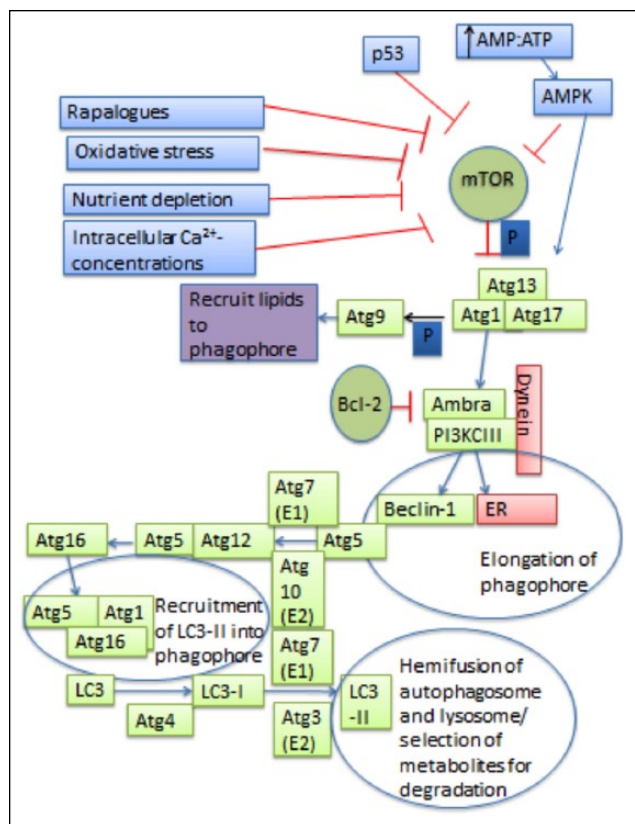 p53
AMP:ATP
AMPK
Rapalogues
Oxidative stress
Nutrient depletion
Intracellular Ca²⁺-
concentrations
mTOR
P
Atg13
Atg1
Atg17
Recruit lipids
to
phagophore
Atg9
P
Bcl-2
Ambra
PI3KCIII
Dynein
Beclin-1
ER
Elongation of
phagophore
Atg7
(E1)
Atg16
Atg5
Atg12
Atg5
Atg
10
(E2)
Atg5
Atg1
Atg16
Recruitment
of LC3-II into
phagophore
Atg7
(E1)
LC3
LC3-I
LC3
-II
Atg4
Atg3
(E2)
Hemifusion of
autophagosome
and lysosome/
selection of
metabolites for
degradation